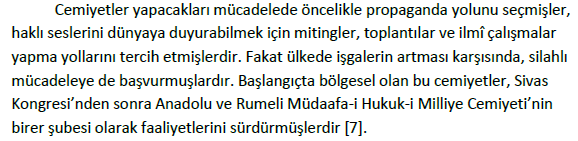 Cemiyetler yapacakları mücadelede öncelikle propaganda yolunu seçmişler,
haklı seslerini dünyaya duyurabilmek için mitingler, toplantılar ve ilmî çalışmalar
yapma yollarını tercih etmişlerdir. Fakat ülkede işgalerin artması karşısında, silahlı
mücadeleye de başvurmuşlardır. Başlangıçta bölgesel olan bu cemiyetler, Sivas
Kongresi’nden sonra Anadolu ve Rumeli Müdaafa-i Hukuk-i Milliye Cemiyeti’nin
birer şubesi olarak faaliyetlerini sürdürmüşlerdir [7].